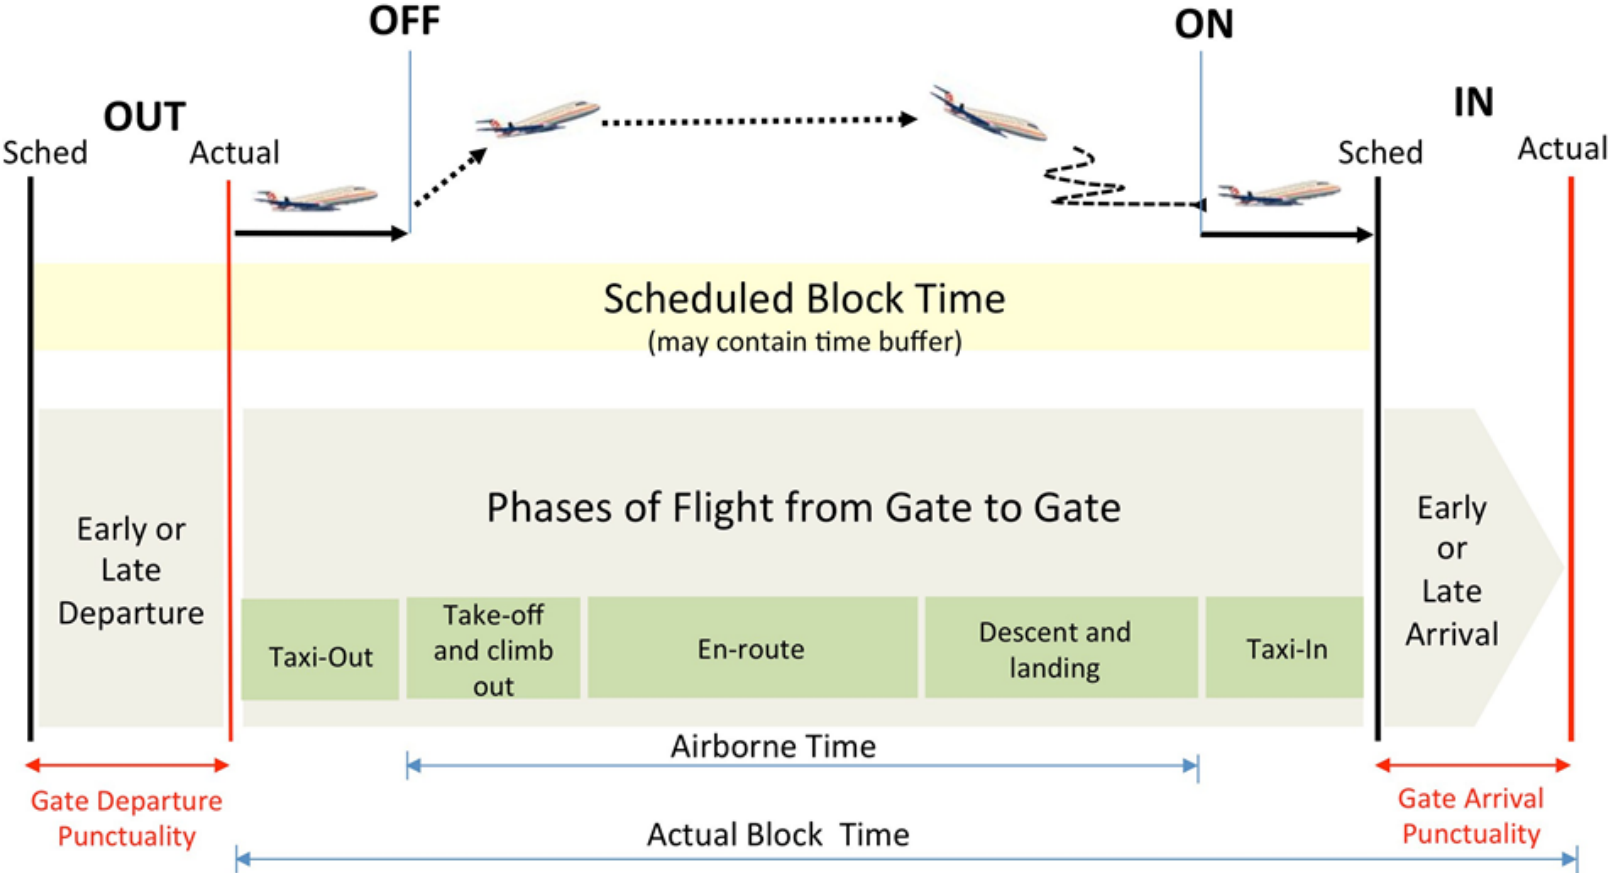 OFF
ON
OUT
IN
Sched
Actual
Sched
Actual
Scheduled Block Time
(may contain time buffer)
Phases of Flight from Gate to Gate
Early or
Late
Departure
Taxi-Out
Take-off
and climb
out
En-route
Descent and
landing
Taxi-In
Early
or
Late
Arrival
Airborne Time
Gate Departure
Punctuality
Gate Arrival
Punctuality
Actual Block Time